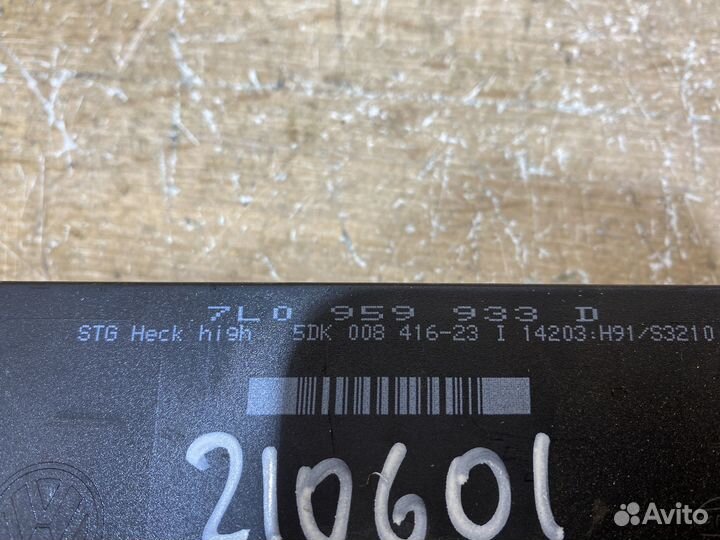 7L0 959 933 D
STG Heck high 5DK 008 416-23 I 14203:H91/S3210
210601
Avito